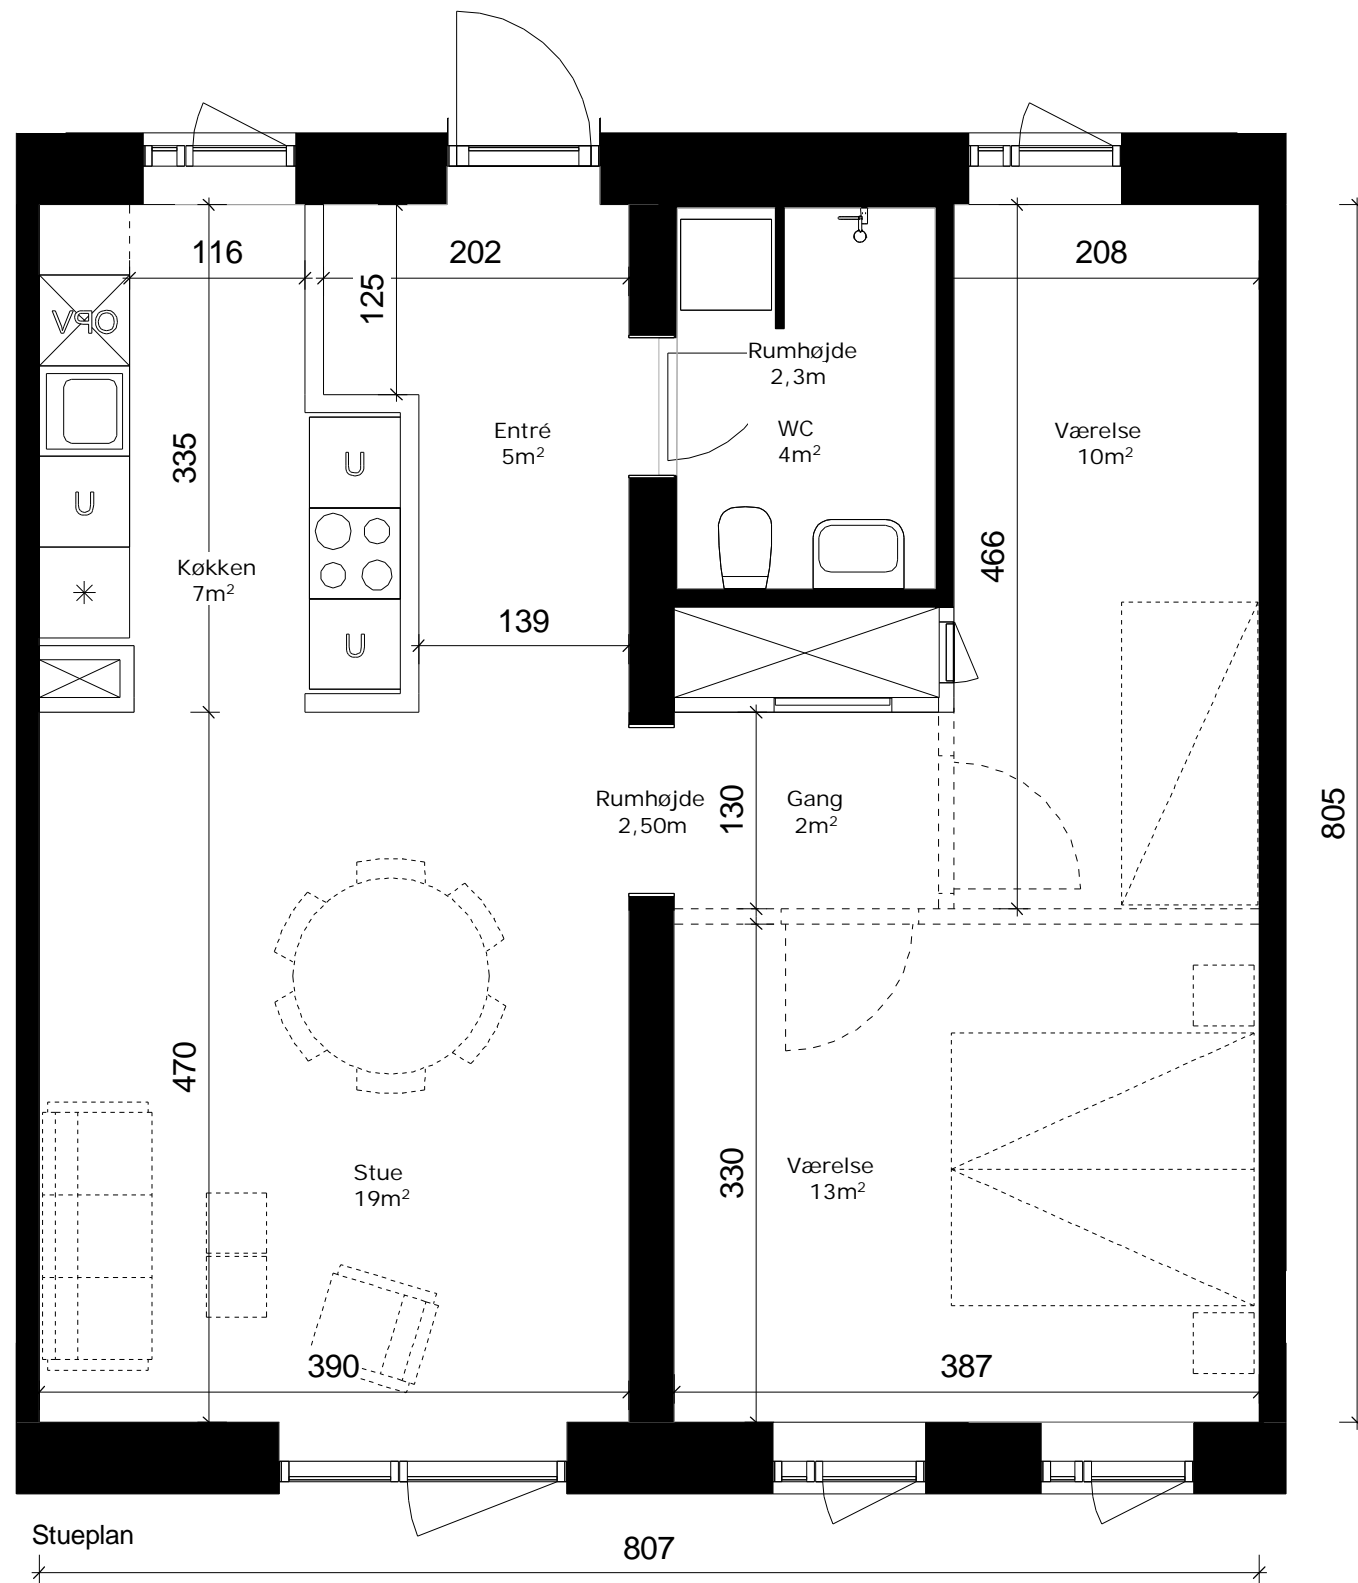 116
202
208
125
OPV
Rumhøjde
2,3m
335
Entré
5m²
WC
4m²
Værelse
10m²
U
U
466
Køkken
7m²
139
U
Rumhøjde
2,50m
130
Gang
2m²
805
470
Stue
19m²
330
Værelse
13m²
390
387
Stueplan
807